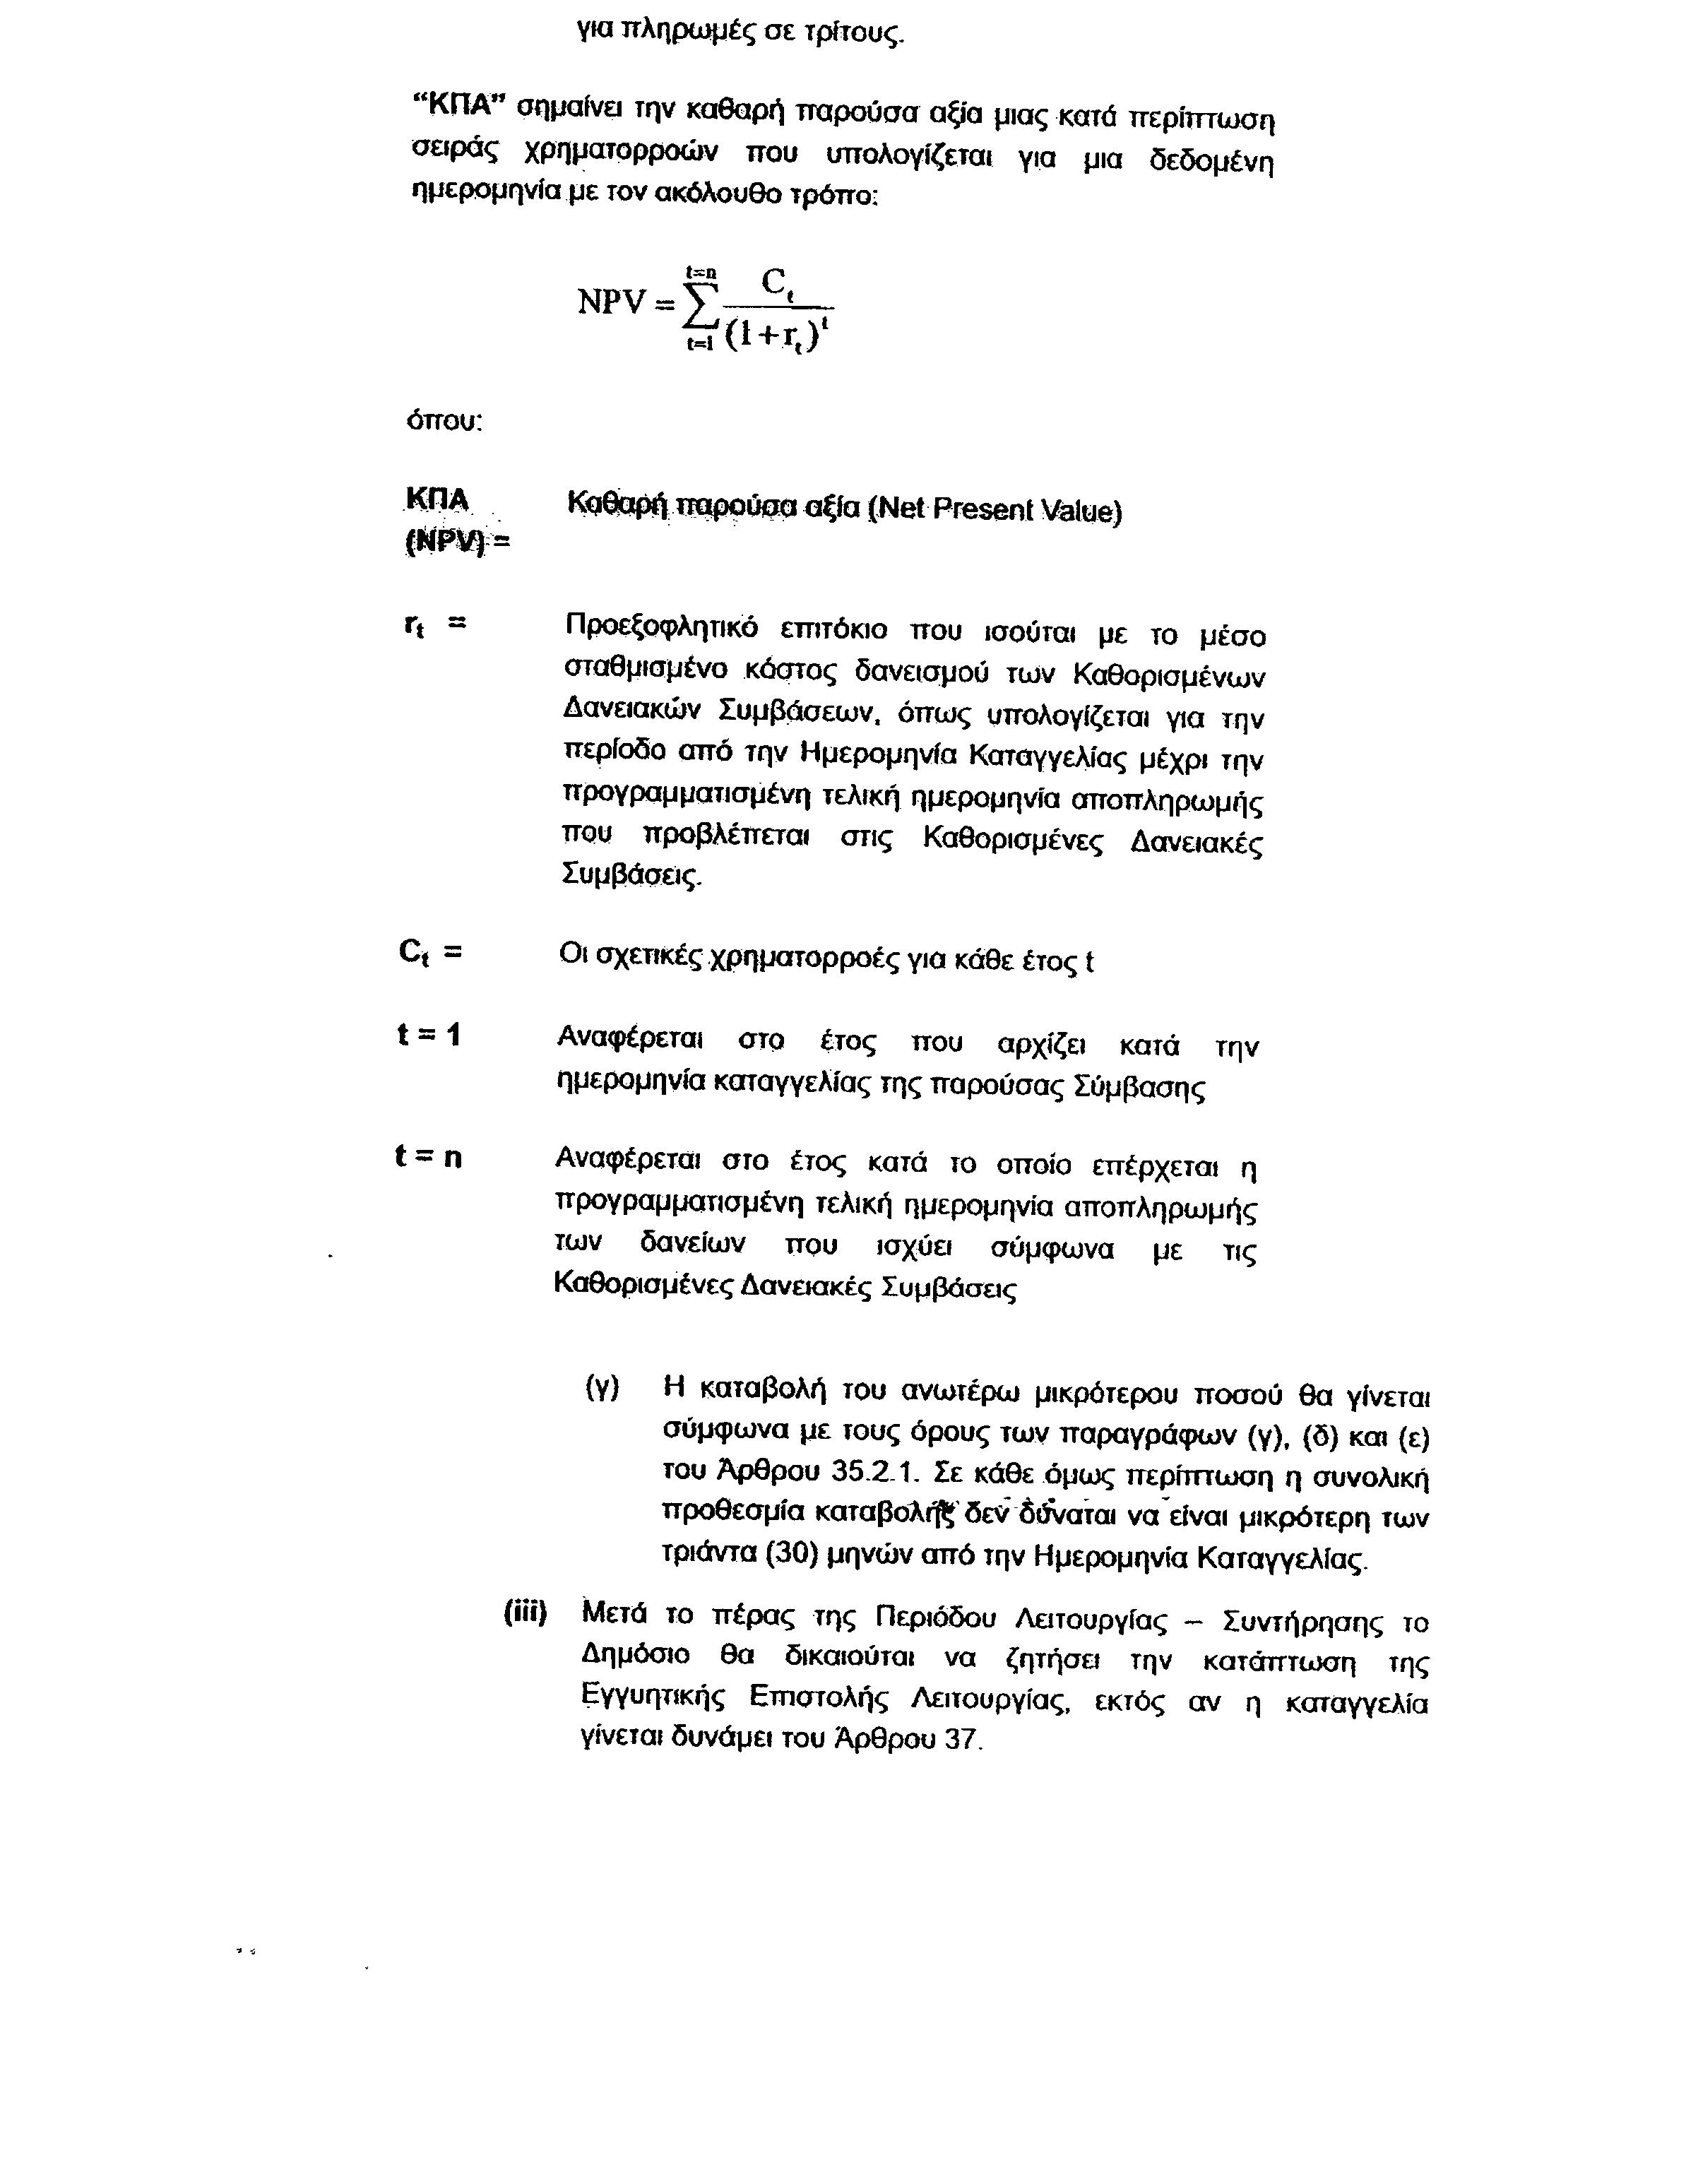 για πληρωμές σε τρίτους.
“ΚΠΑ” σημαίνει την καθαρή παρούσα αξία μιας κατά περίπτωση
σειράς χρηματορροών που υπολογίζεται για μια δεδομένη
ημερομηνία με τον ακόλουθο τρόπο:
t=n
NPV = ∑ C_t / (1+r_t)^t
t=1
όπου:
ΚΠΑ Καθαρή παρούσα αξία (Net Present Value)
(NPV) =
r_t = Προεξοφλητικό επιτόκιο που ισούται με το μέσο
σταθμισμένο κόστος δανεισμού των Καθορισμένων
Δανειακών Συμβάσεων, όπως υπολογίζεται για την
περίοδο από την Ημερομηνία Καταγγελίας μέχρι την
προγραμματισμένη τελική ημερομηνία αποπληρωμής
που προβλέπεται στις Καθορισμένες Δανειακές
Συμβάσεις.
C_t = Οι σχετικές χρηματορροές για κάθε έτος t
t = 1 Αναφέρεται στο έτος που αρχίζει κατά την
ημερομηνία καταγγελίας της παρούσας Σύμβασης
t = n Αναφέρεται στο έτος κατά το οποίο επέρχεται η
προγραμματισμένη τελική ημερομηνία αποπληρωμής
των δανείων που ισχύει σύμφωνα με τις
Καθορισμένες Δανειακές Συμβάσεις
(γ) Η καταβολή του ανωτέρω μικρότερου ποσού θα γίνεται
σύμφωνα με τους όρους των παραγράφων (γ), (δ) και (ε)
του Άρθρου 35.2.1. Σε κάθε όμως περίπτωση η συνολική
προθεσμία καταβολής δεν δύναται να είναι μικρότερη των
τριάντα (30) μηνών από την Ημερομηνία Καταγγελίας.
(iii) Μετά το πέρας της Περιόδου Λειτουργίας – Συντήρησης το
Δημόσιο θα δικαιούται να ζητήσει την κατάπτωση της
Εγγυητικής Επιστολής Λειτουργίας, εκτός αν η καταγγελία
γίνεται δυνάμει του Άρθρου 37.